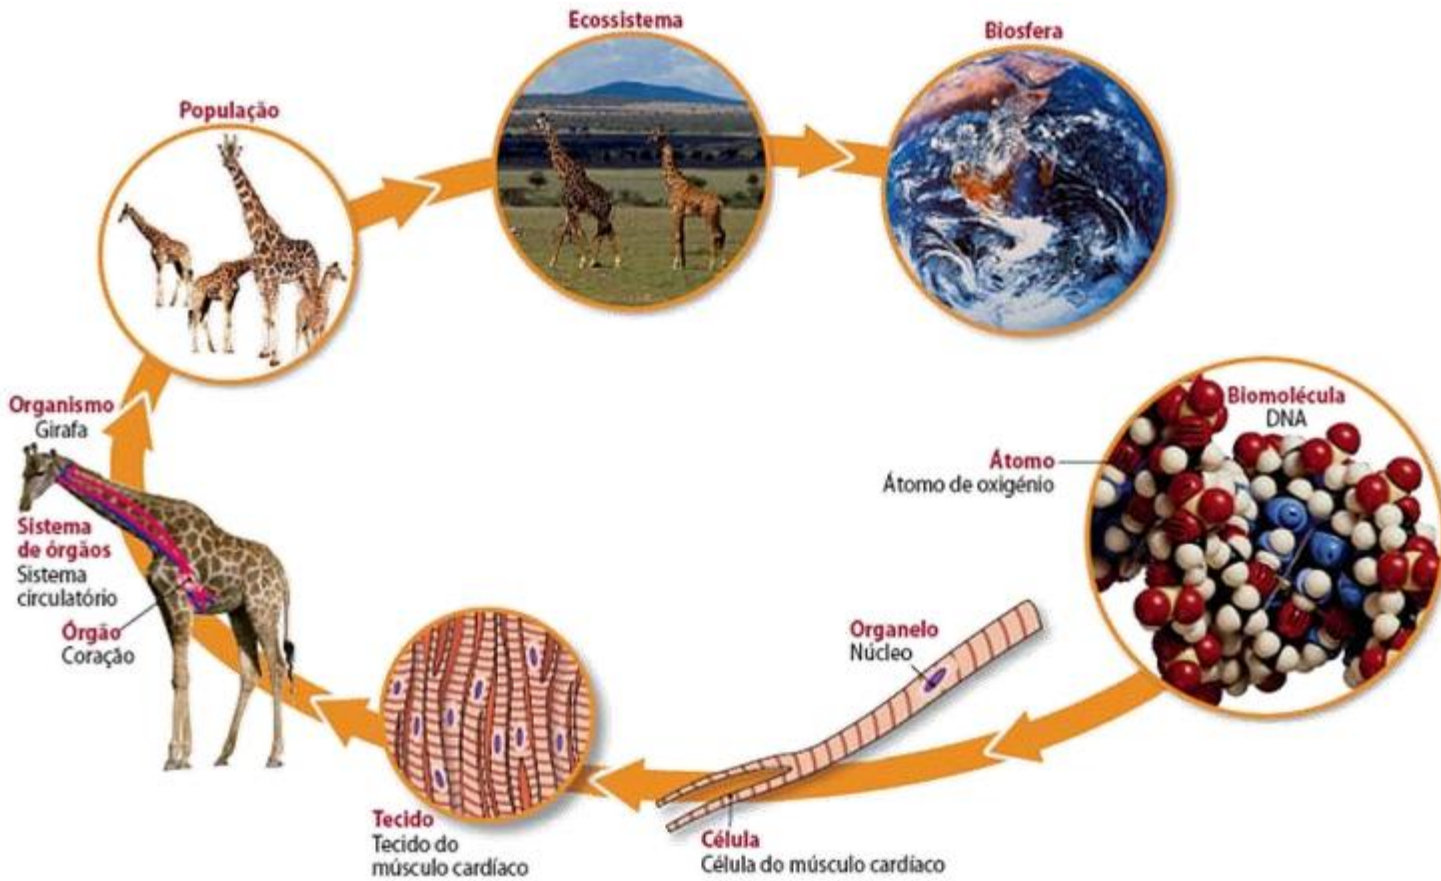 Ecossistema
Biosfera
População
Organismo
Girafa
Sistema
de órgãos
Sistema
circulatório
Órgão
Coração
Tecido
Tecido do
músculo cardíaco
Célula
Célula do músculo cardíaco
Organelo
Núcleo
Átomo
Átomo de oxigénio
Biomolécula
DNA